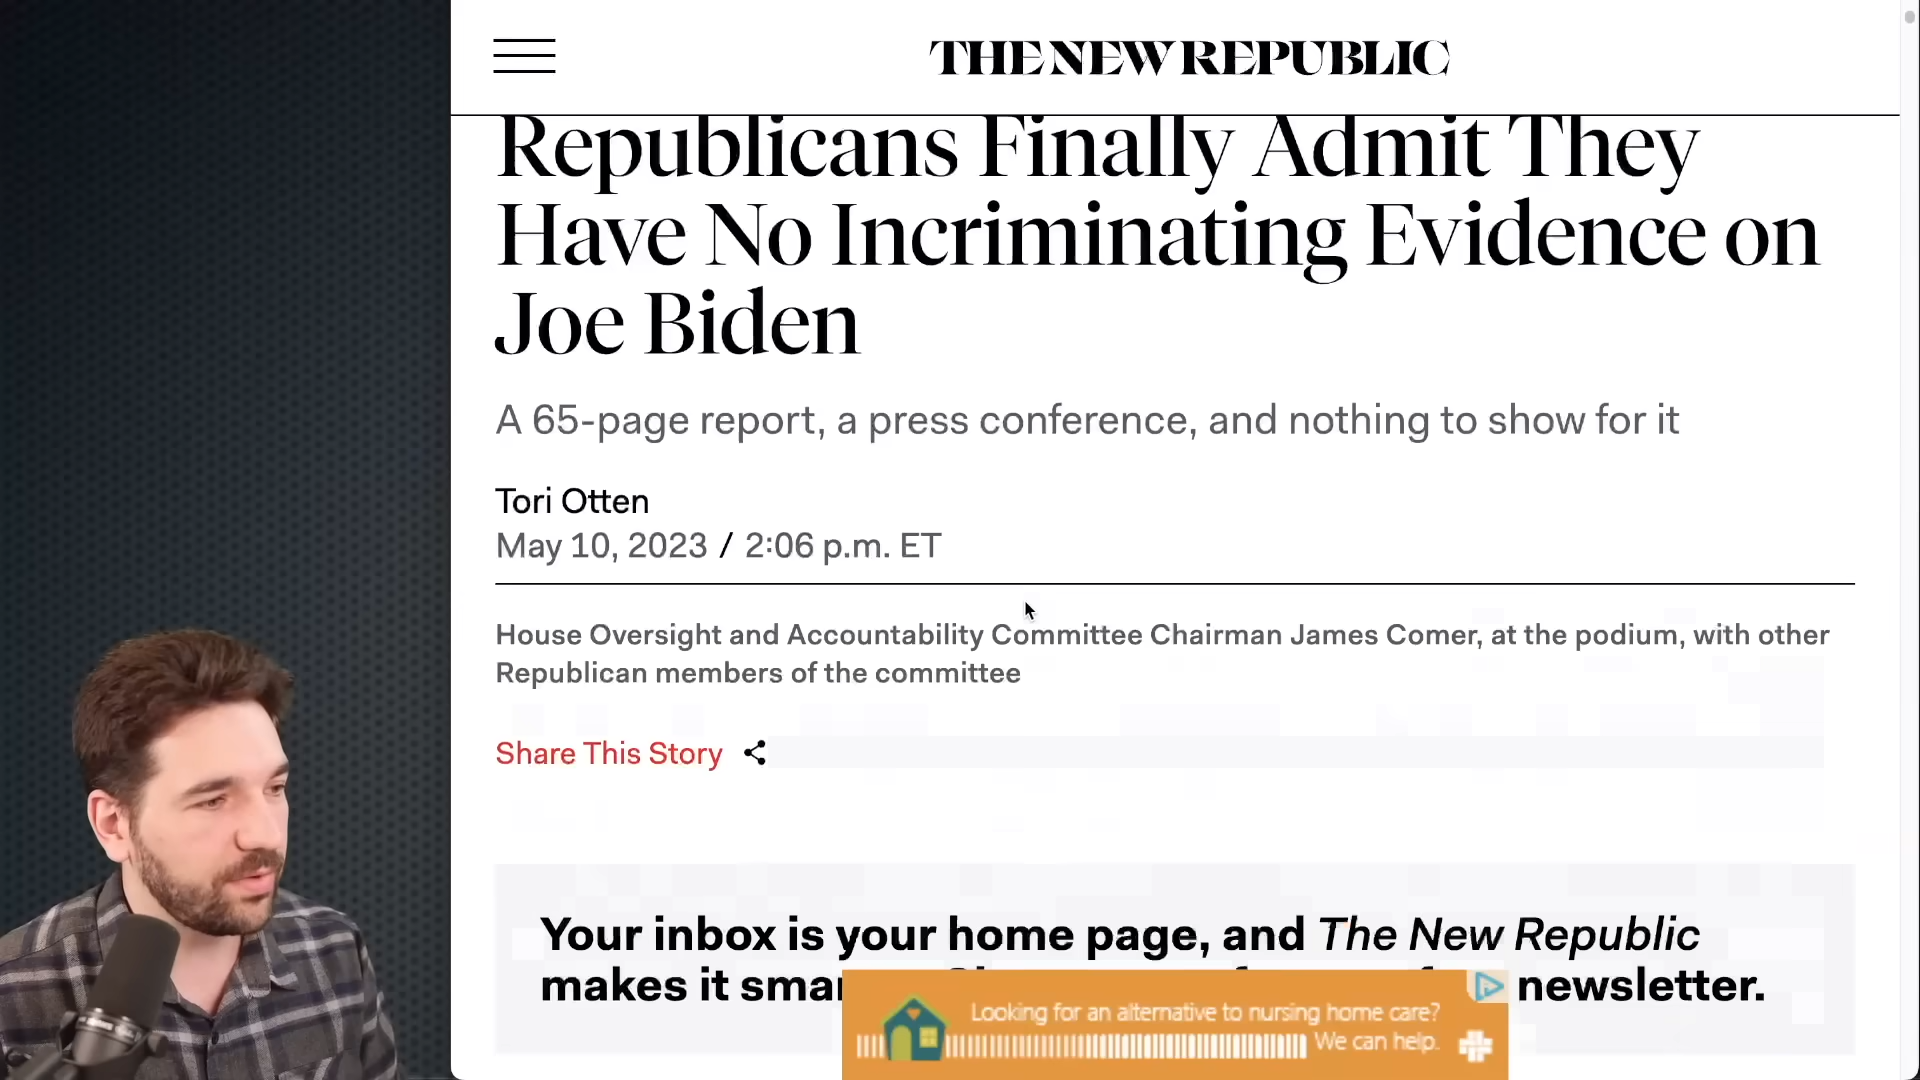 THE NEW REPUBLIC
Republicans Finally Admit They
Have No Incriminating Evidence on
Joe Biden
A 65-page report, a press conference, and nothing to show for it
Tori Otten
May 10, 2023 / 2:06 p.m. ET
House Oversight and Accountability Committee Chairman James Comer, at the podium, with other
Republican members of the committee
Share This Story
Your inbox is your home page, and The New Republic
makes it newsletter.
Looking for an alternative to nursing home care?
We can help.